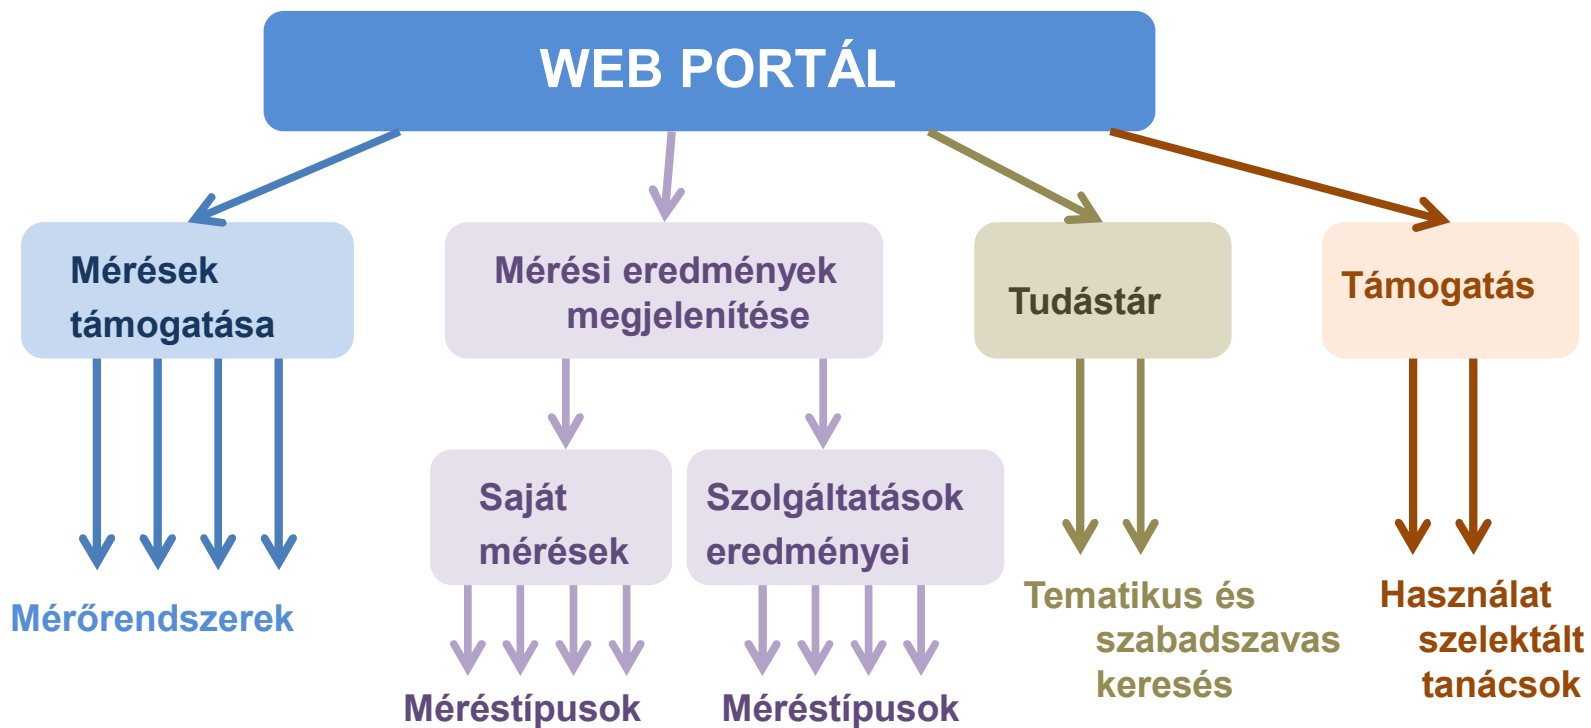 WEB PORTÁL
Mérések
támogatása
Mérési eredmények
megjelenítése
Tudástár
Támogatás
Saját
mérések
Szolgáltatások
eredményei
Mérőrendszerek
Méréstípusok
Méréstípusok
Tematikus és
szabadszavas
keresés
Használat
szelektált
tanácsok